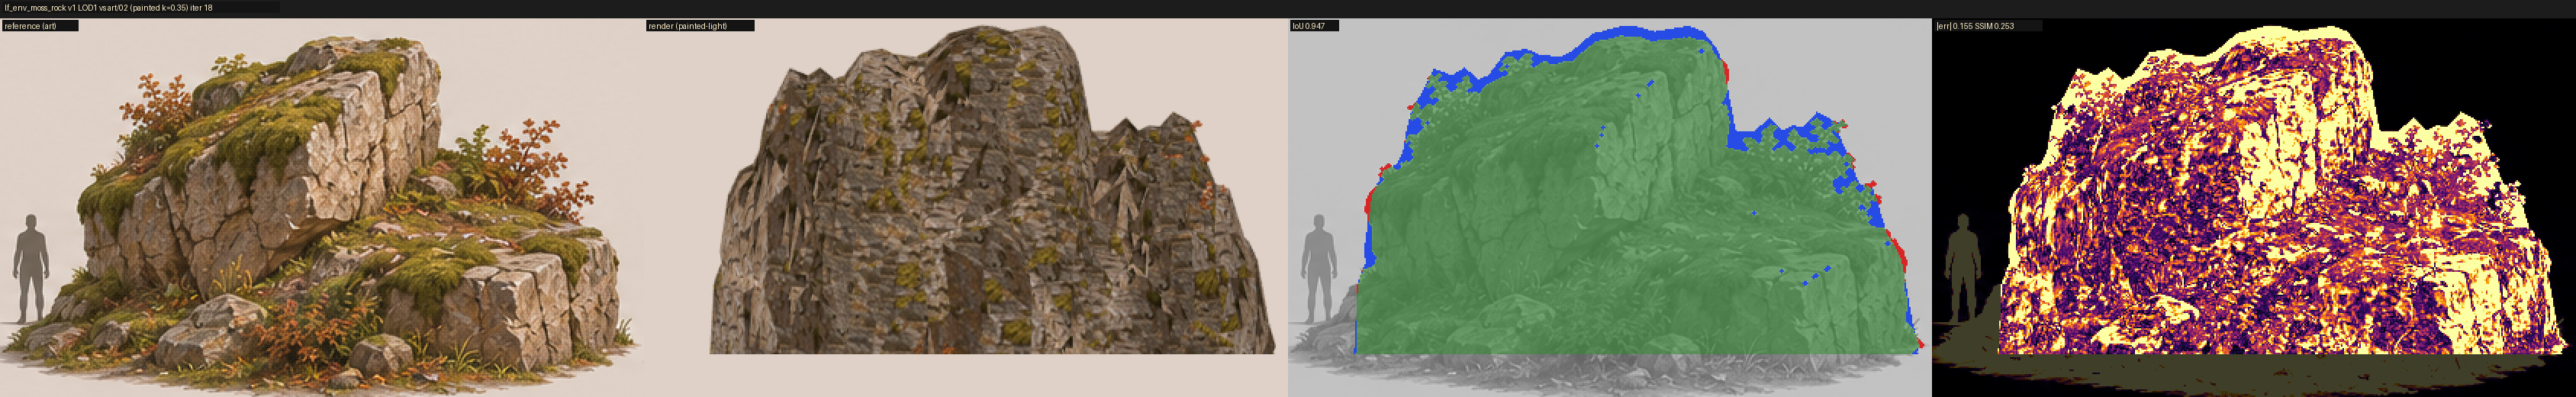 tf_env_moss_rock v1 LOD1 vs art/02 (painted k=0.35) iter 18
reference (art)
render (painted-light)
IoU 0.947
|err| 0.155 SSIM 0.253